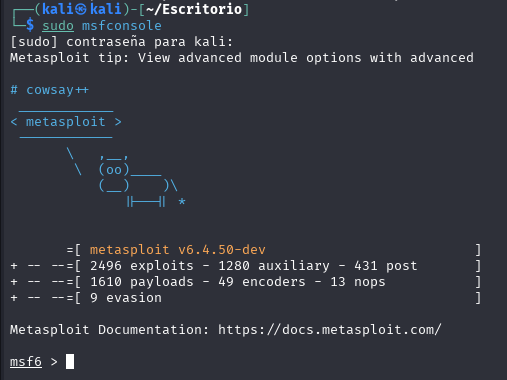 ┌──(kali㉿kali)-[~/Escritorio]
└─$ sudo msfconsole
[sudo] contraseña para kali:
Metasploit tip: View advanced module options with advanced

# cowsay++
 ____________
< metasploit >
 ------------
       \   ,__,
        \  (oo)____
           (__)    )\
              ||--|| *

       =[ metasploit v6.4.50-dev                          ]
+ -- --=[ 2496 exploits - 1280 auxiliary - 431 post       ]
+ -- --=[ 1610 payloads - 49 encoders - 13 nops           ]
+ -- --=[ 9 evasion                                       ]

Metasploit Documentation: https://docs.metasploit.com/

msf6 >